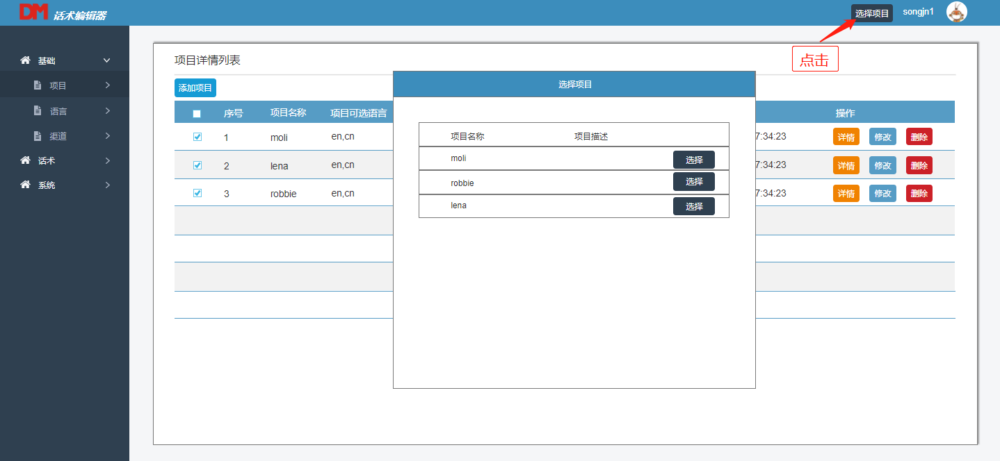 DM 话术编辑器
选择项目 songjn1
点击
基础
项目
语言
渠道
话术
系统
项目详情列表
添加项目
序号 项目名称 项目可选语言 操作
1 moli en,cn 7:34:23 详情 修改 删除
2 lena en,cn 7:34:23 详情 修改 删除
3 robbie en,cn 7:34:23 详情 修改 删除
选择项目
项目名称 项目描述
moli 选择
robbie 选择
lena 选择